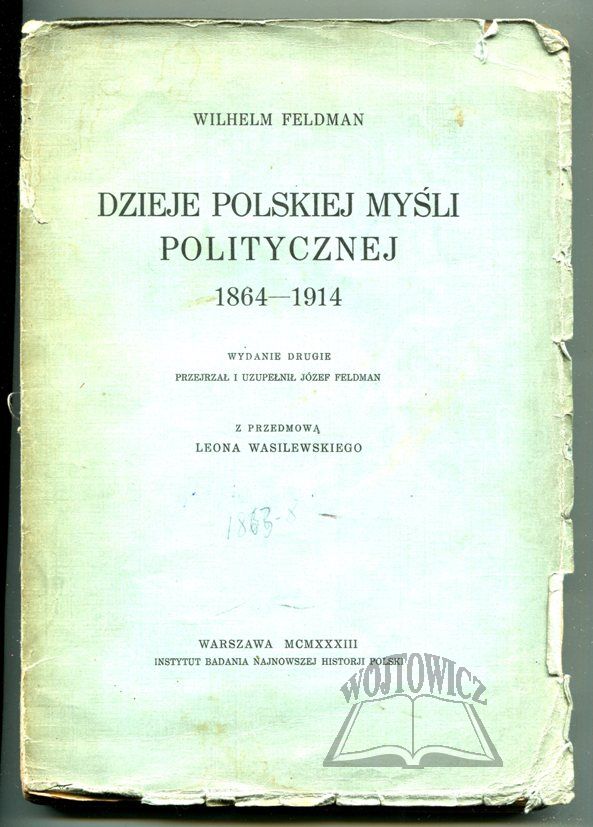 WILHELM FELDMAN
DZIEJE POLSKIEJ MYŚLI
POLITYCZNEJ
1864—1914
WYDANIE DRUGIE
PRZEJRZAŁ I UZUPEŁNIŁ JÓZEF FELDMAN
Z PRZEDMOWĄ
LEONA WASILEWSKIEGO
WARSZAWA MCMXXXIII
INSTYTUT BADANIA NAJNOWSZEJ HISTORJI POLSKI
WOJTOWICZ